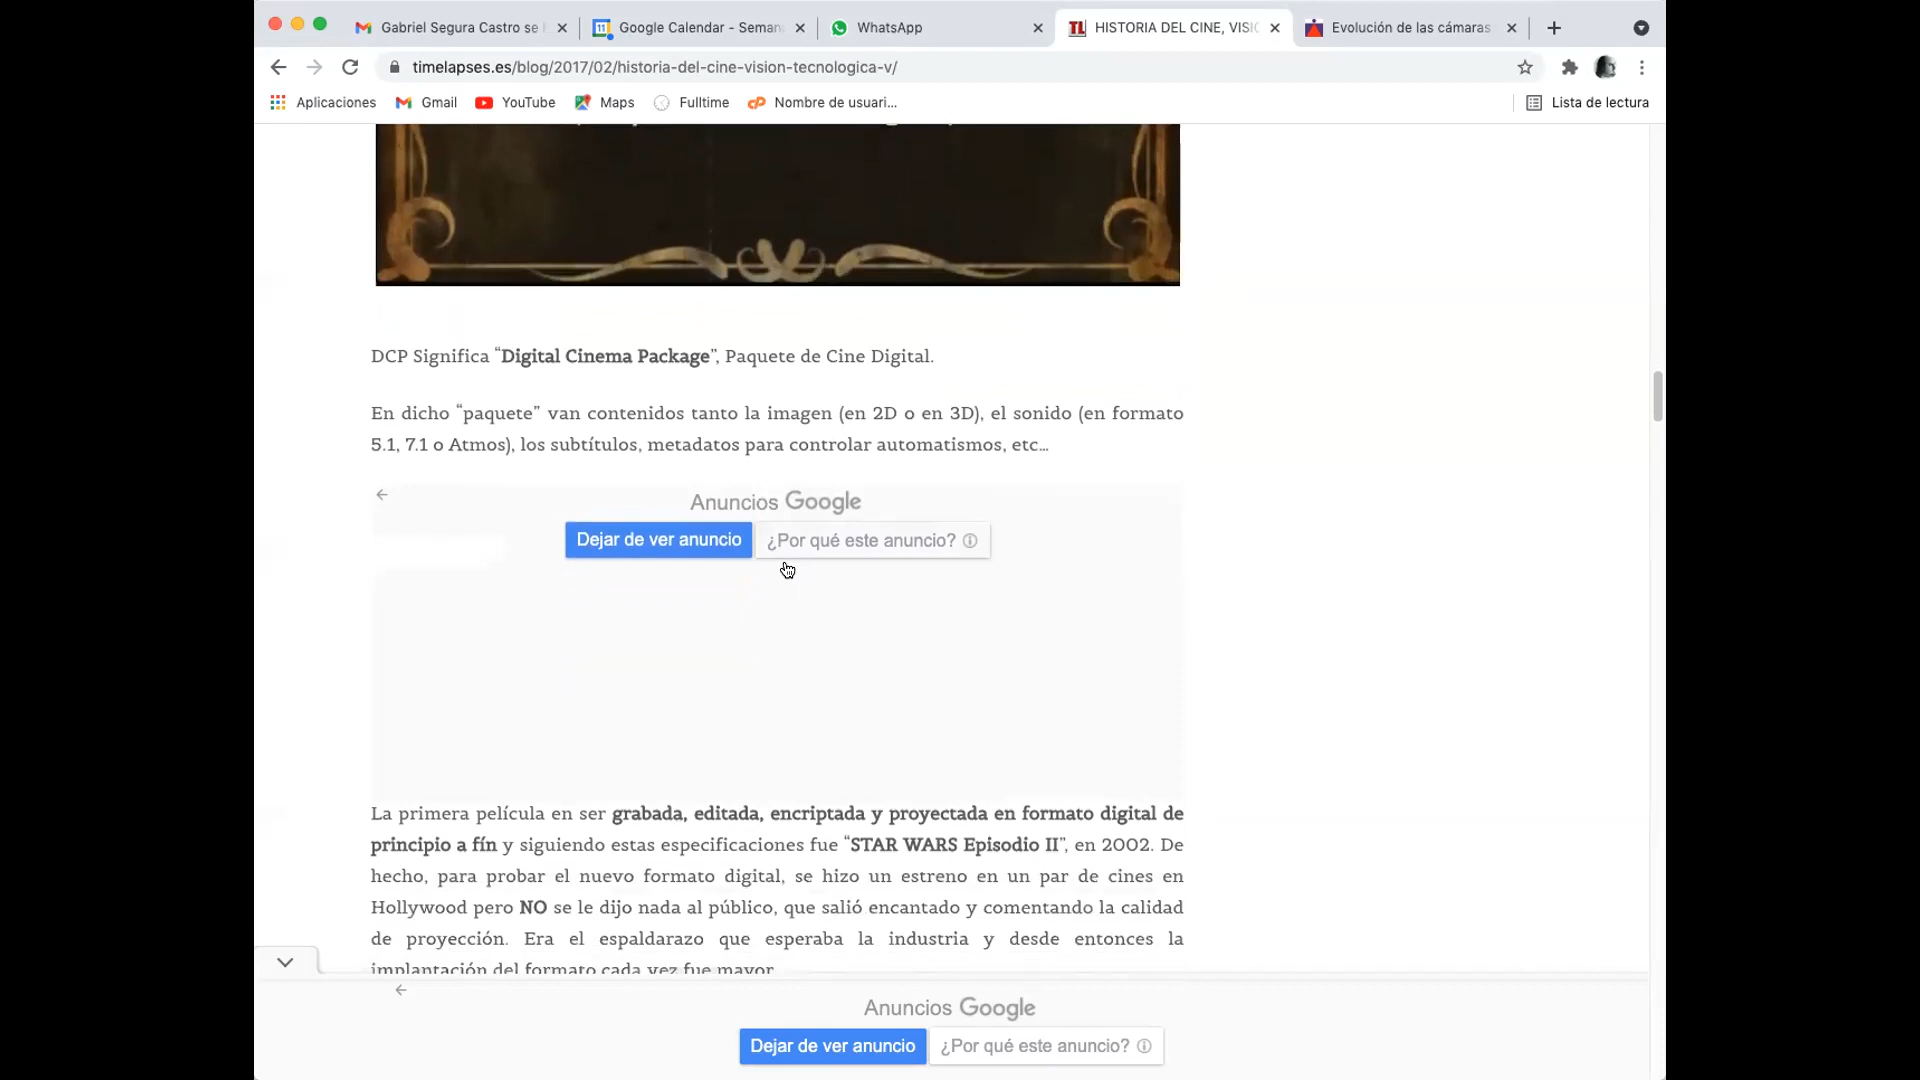 Gabriel Segura Castro se
Google Calendar - Seman
WhatsApp
TL HISTORIA DEL CINE, VISI
Evolución de las cámaras
timelapses.es/blog/2017/02/historia-del-cine-vision-tecnologica-v/
Aplicaciones
Gmail
YouTube
Maps
Fulltime
Nombre de usuari...
Lista de lectura
DCP Significa “Digital Cinema Package”, Paquete de Cine Digital.
En dicho “paquete” van contenidos tanto la imagen (en 2D o en 3D), el sonido (en formato
5.1, 7.1 o Atmos), los subtítulos, metadatos para controlar automatismos, etc…
Anuncios Google
Dejar de ver anuncio
¿Por qué este anuncio?
La primera película en ser grabada, editada, encriptada y proyectada en formato digital de
principio a fín y siguiendo estas especificaciones fue “STAR WARS Episodio II”, en 2002. De
hecho, para probar el nuevo formato digital, se hizo un estreno en un par de cines en
Hollywood pero NO se le dijo nada al público, que salió encantado y comentando la calidad
de proyección. Era el espaldarazo que esperaba la industria y desde entonces la
implantación del formato cada vez fue mayor.
Anuncios Google
Dejar de ver anuncio
¿Por qué este anuncio?